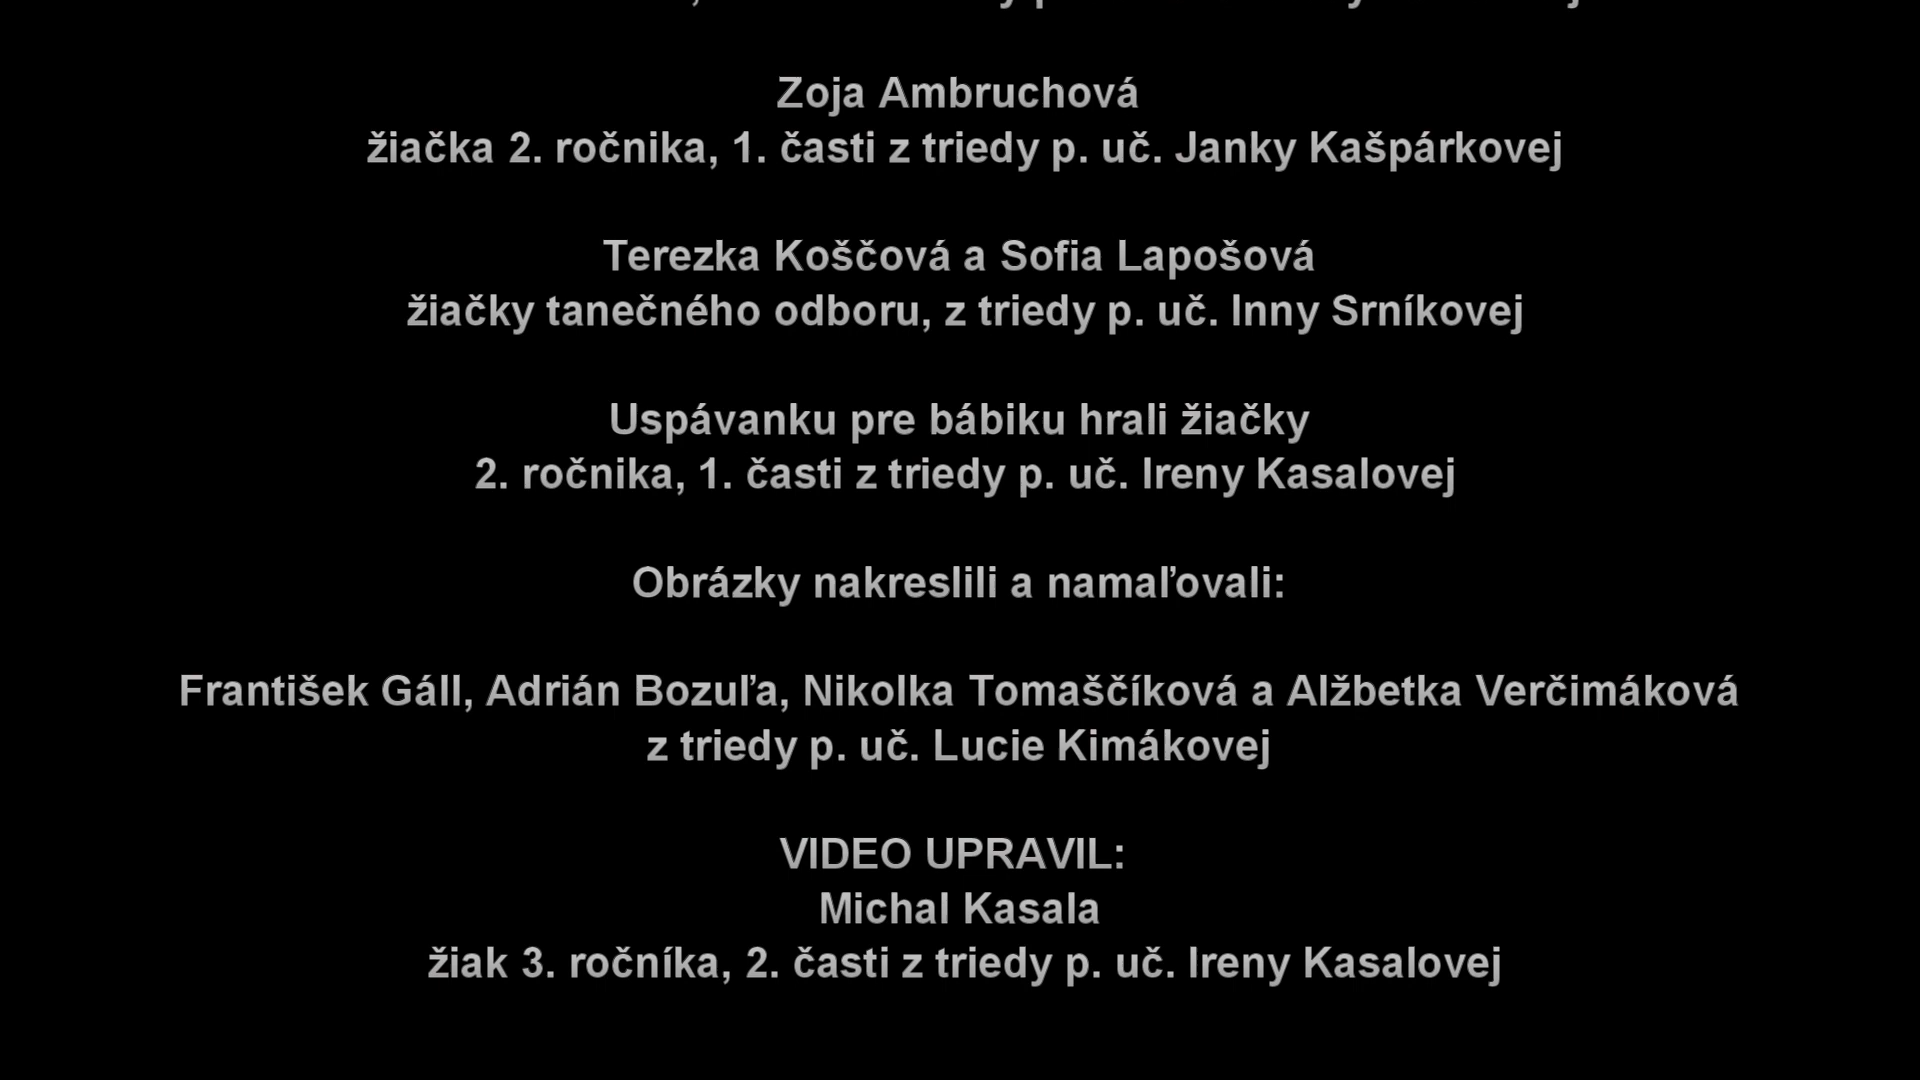 Zoja Ambruchová
žiačka 2. ročnika, 1. časti z triedy p. uč. Janky Kašpárkovej
Terezka Koščová a Sofia Lapošová
žiačky tanečného odboru, z triedy p. uč. Inny Srníkovej
Uspávanku pre bábiku hrali žiačky
2. ročnika, 1. časti z triedy p. uč. Ireny Kasalovej
Obrázky nakreslili a namaľovali:
František Gáll, Adrián Bozuľa, Nikolka Tomaščíková a Alžbetka Verčimáková
z triedy p. uč. Lucie Kimákovej
VIDEO UPRAVIL:
Michal Kasala
žiak 3. ročníka, 2. časti z triedy p. uč. Ireny Kasalovej